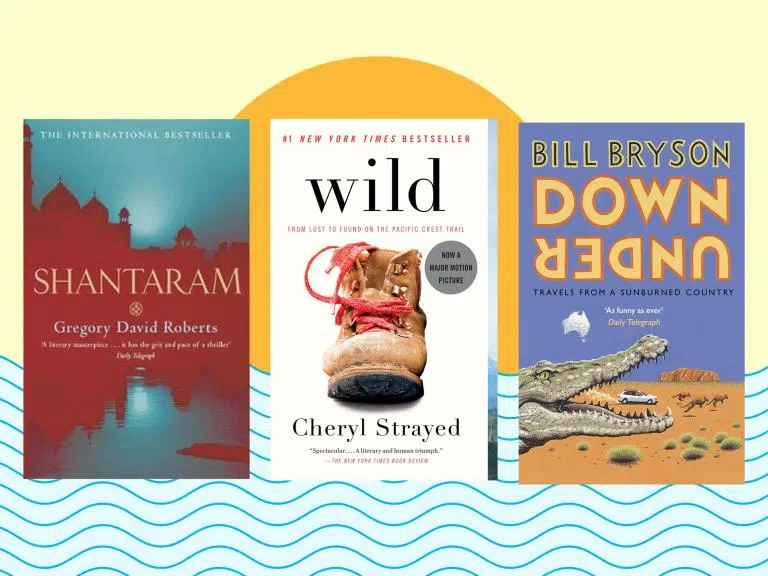 THE INTERNATIONAL BESTSELLER
SHANTARAM
Gregory David Roberts
'A literary masterpiece . . . it has the grit and pace of a thriller'
Daily Telegraph
#1 NEW YORK TIMES BESTSELLER
wild
FROM LOST TO FOUND ON THE PACIFIC CREST TRAIL
NOW A
MAJOR MOTION
PICTURE
Cheryl Strayed
"Spectacular. . . . A literary and human triumph."
—THE NEW YORK TIMES BOOK REVIEW
BILL BRYSON
DOWN
UNDER
TRAVELS FROM A SUNBURNED COUNTRY
'As funny as ever'
Daily Telegraph